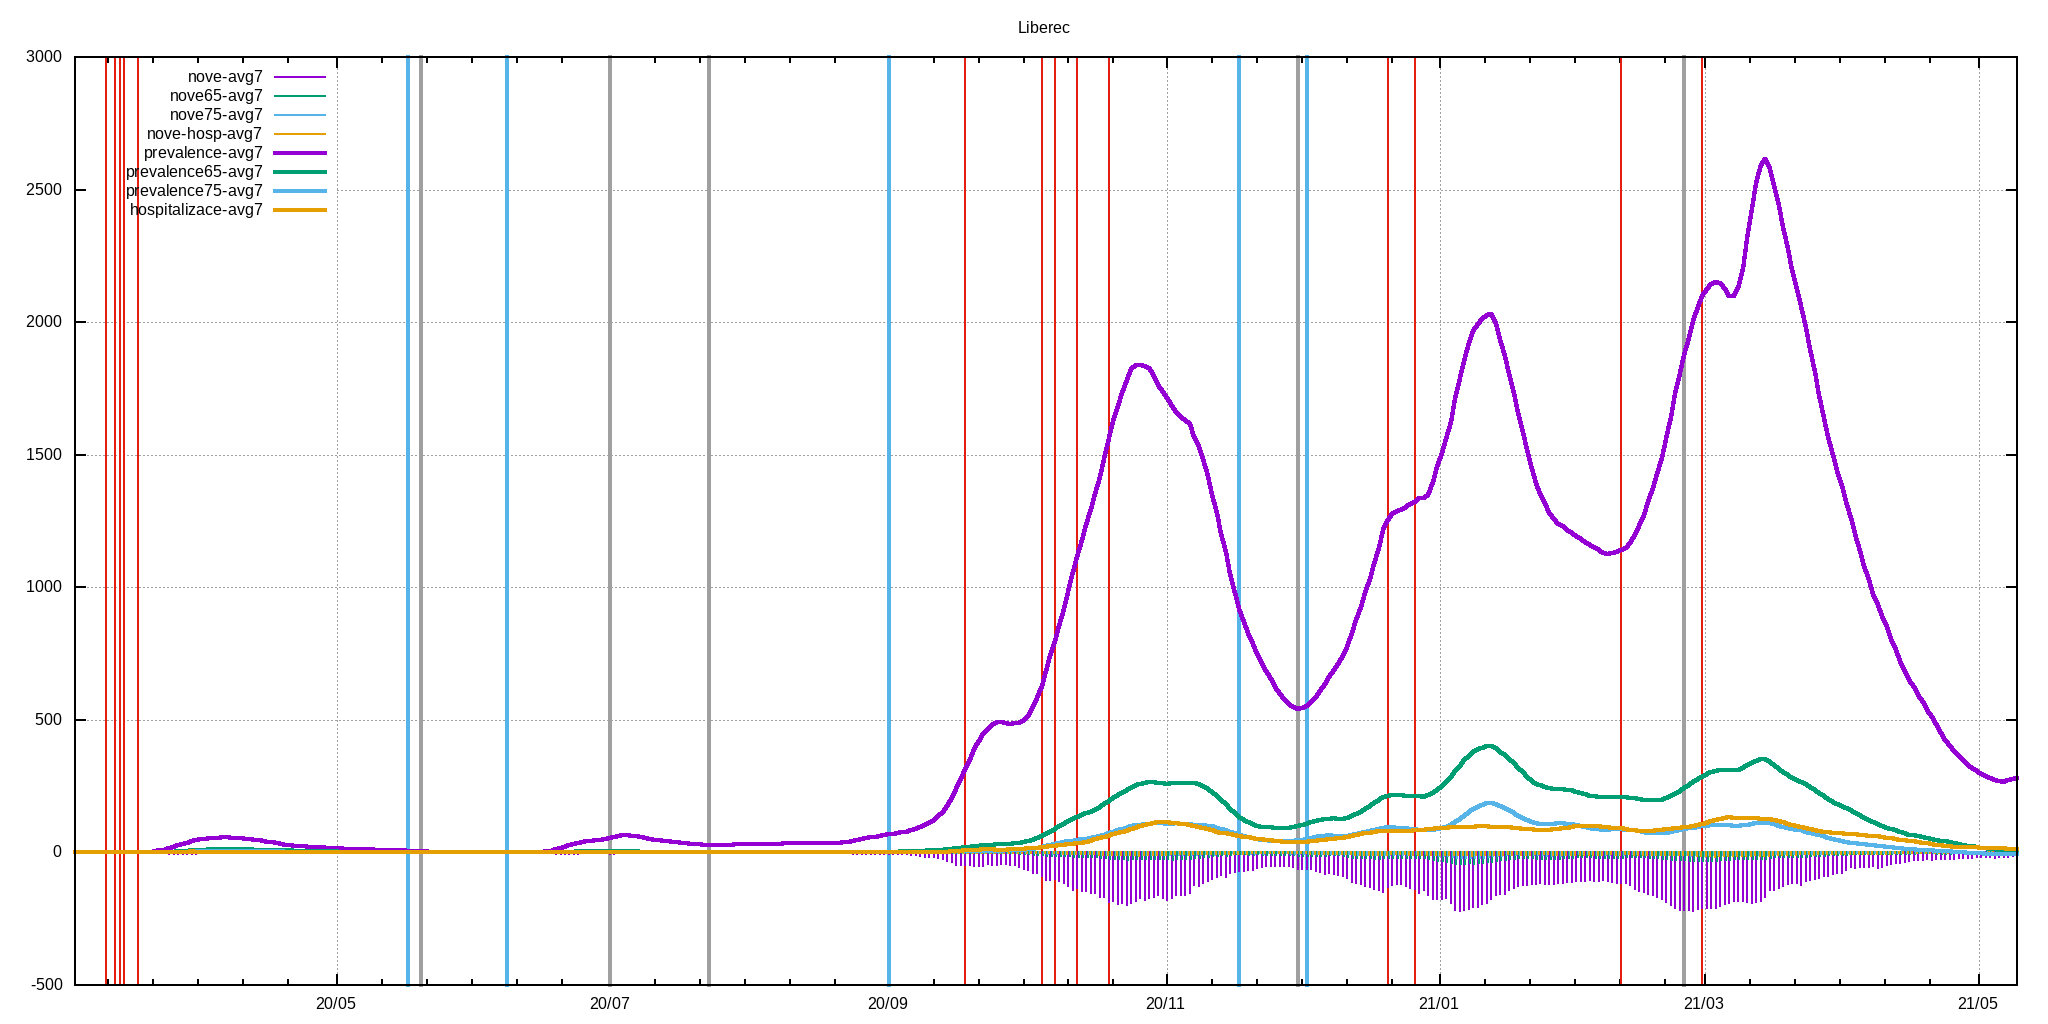 Liberec
3000
2500
2000
1500
1000
500
0
-500
nove-avg7
nove65-avg7
nove75-avg7
nove-hosp-avg7
prevalence-avg7
prevalence65-avg7
prevalence75-avg7
hospitalizace-avg7
20/05 20/07 20/09 20/11 21/01 21/03 21/05